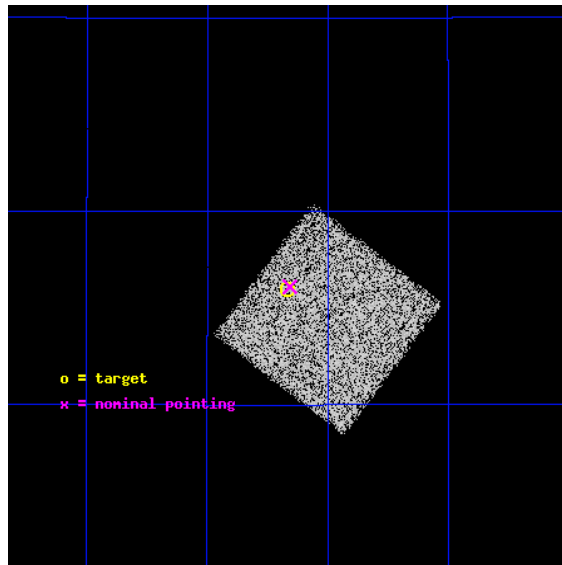 o = target
x = nominal pointing